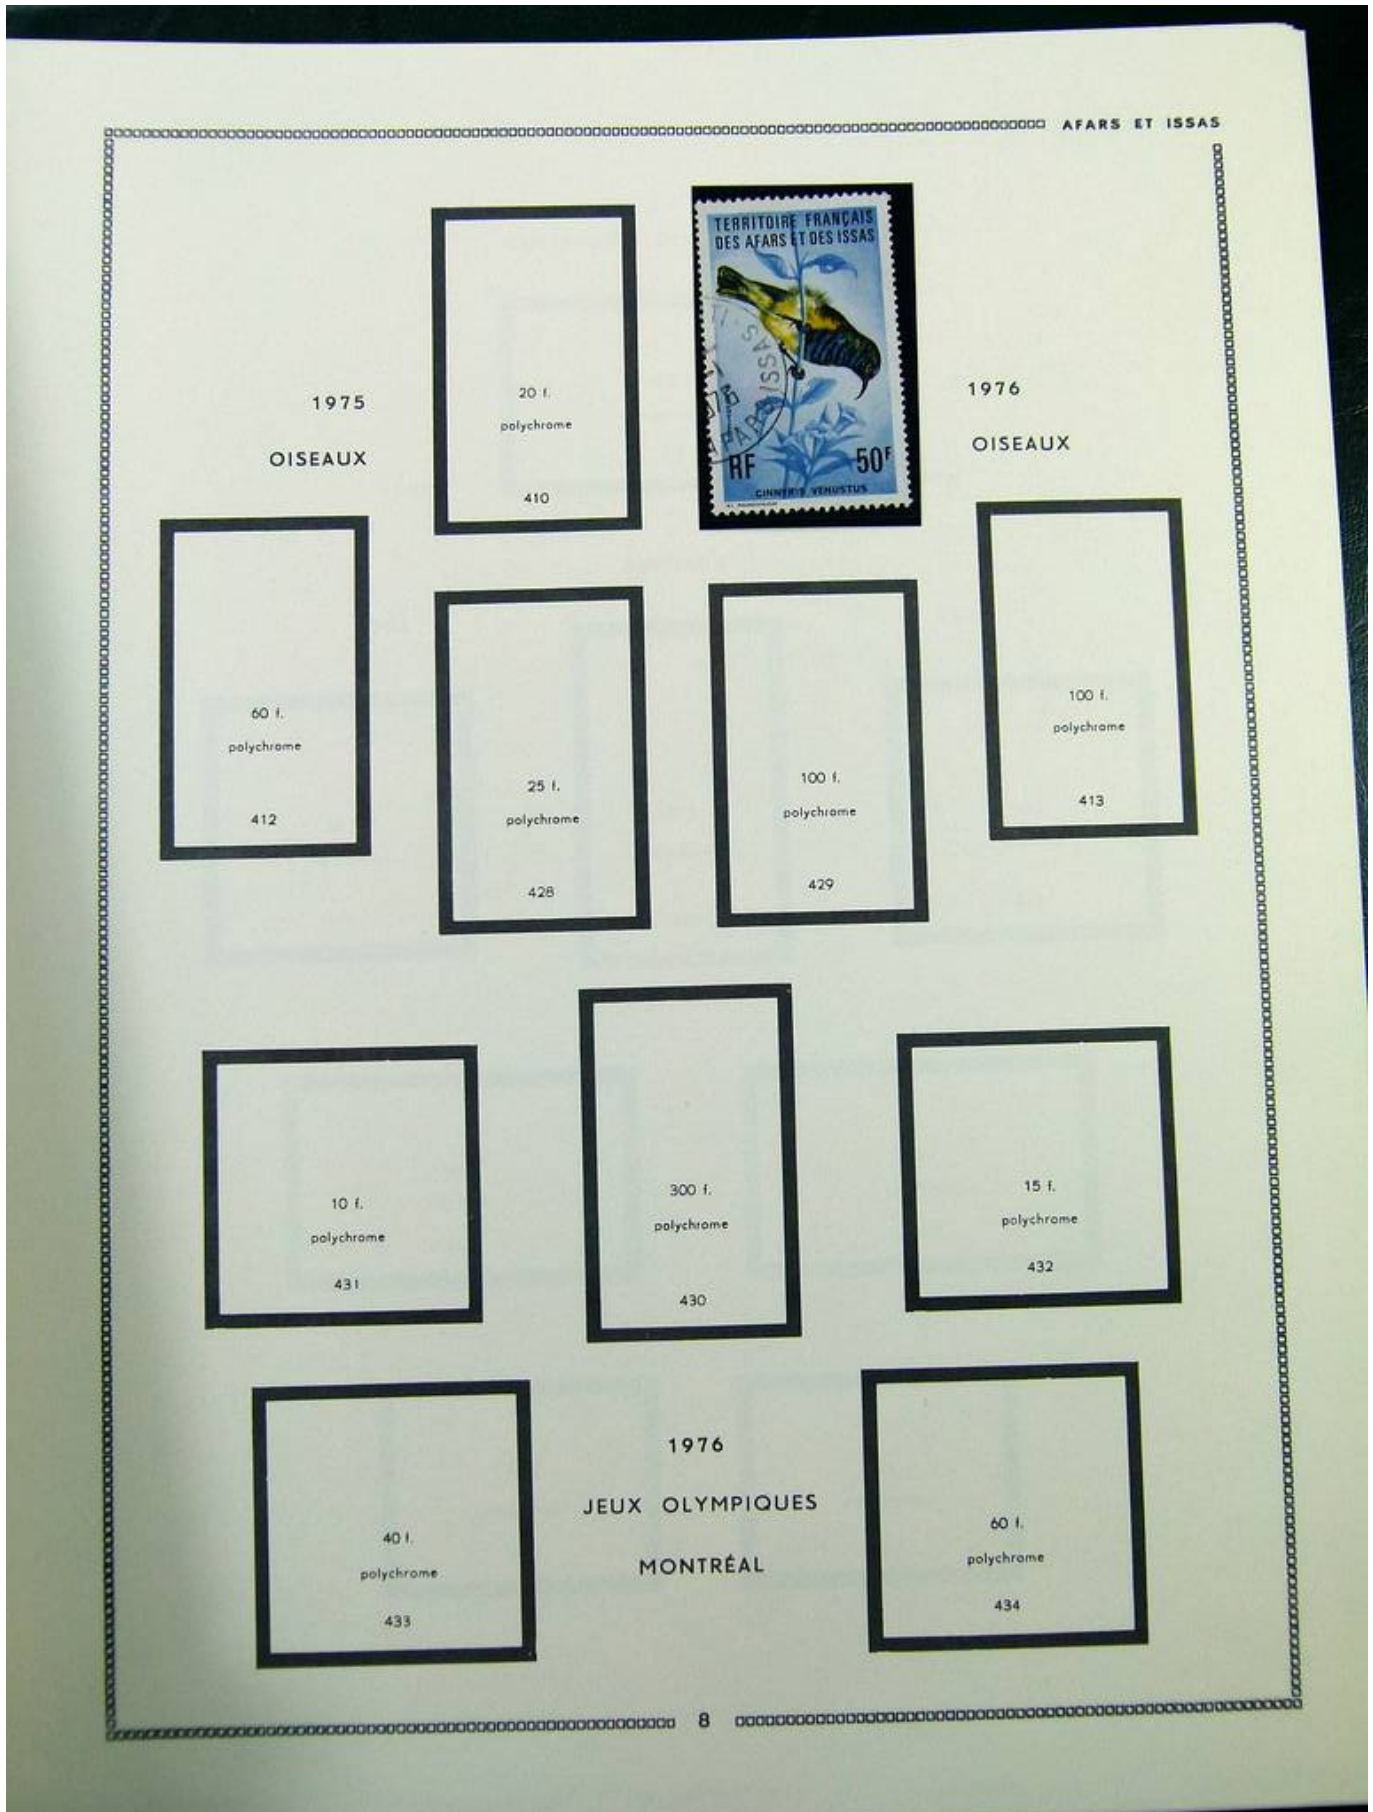 AFARS ET ISSAS
TERRITOIRE FRANÇAIS
DES AFARS ET DES ISSAS
ISSAS
RF
50F
CINNYRIS VENUSTUS
1975
OISEAUX
20 f.
polychrome
410
1976
OISEAUX
60 f.
polychrome
412
25 f.
polychrome
428
100 f.
polychrome
429
100 f.
polychrome
413
10 f.
polychrome
431
300 f.
polychrome
430
15 f.
polychrome
432
40 f.
polychrome
433
1976
JEUX OLYMPIQUES
MONTRÉAL
60 f.
polychrome
434
8